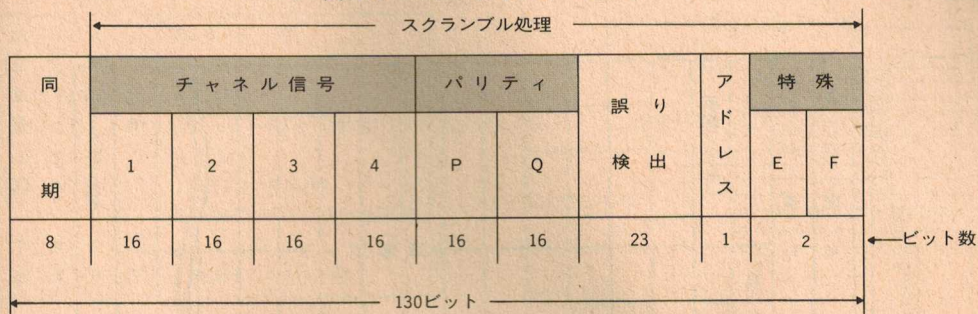 スクランブル処理
同期
チャネル信号
パリティ
誤り検出
アドレス
特殊
1 2 3 4 P Q E F
8 16 16 16 16 16 16 23 1 2 ビット数
130ビット